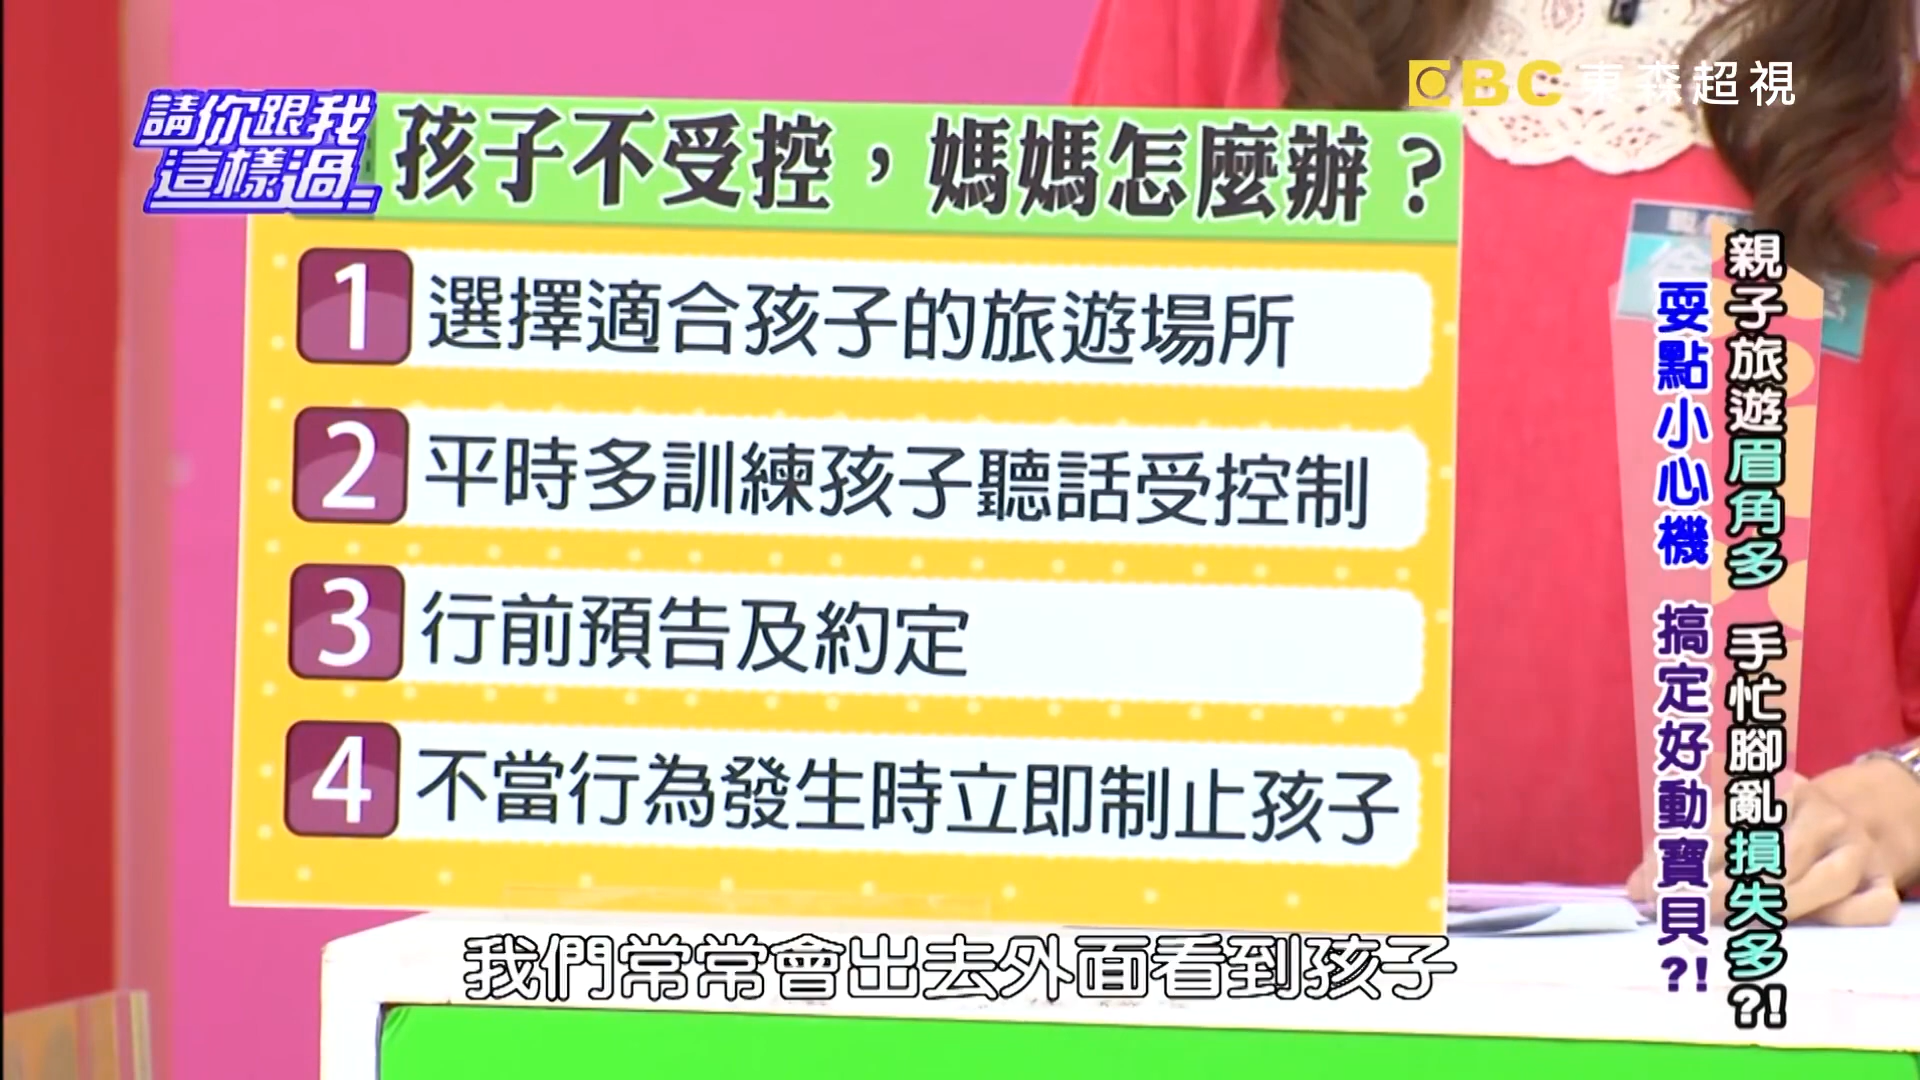 請你跟我
這樣過
EBC 東森超視
孩子不受控，媽媽怎麼辦？
1 選擇適合孩子的旅遊場所
2 平時多訓練孩子聽話受控制
3 行前預告及約定
4 不當行為發生時立即制止孩子
親子旅遊眉角多 手忙腳亂損失多?!
耍點小心機 搞定好動寶貝?!
我們常常會出去外面看到孩子